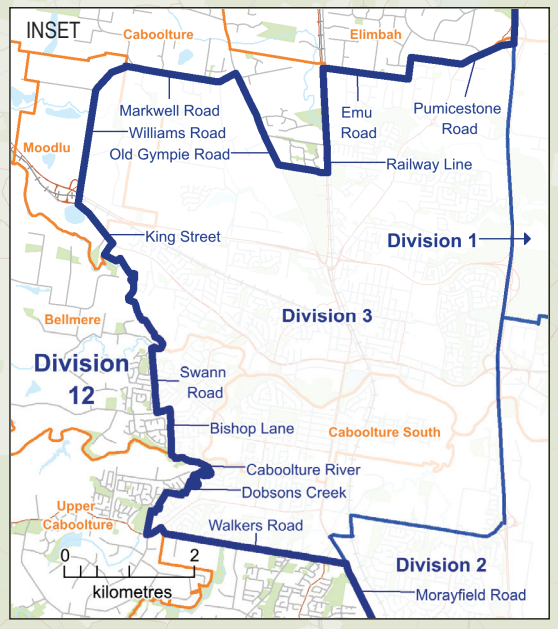 INSET
Caboolture
Elimbah
Markwell Road
Emu
Road
Pumicestone
Road
Williams Road
Moodlu
Old Gympie Road
Railway Line
King Street
Division 1
Division 3
Bellmere
Division
12
Swann
Road
Bishop Lane
Caboolture South
Caboolture River
Dobsons Creek
Upper
Caboolture
Walkers Road
0 2
kilometres
Division 2
Morayfield Road